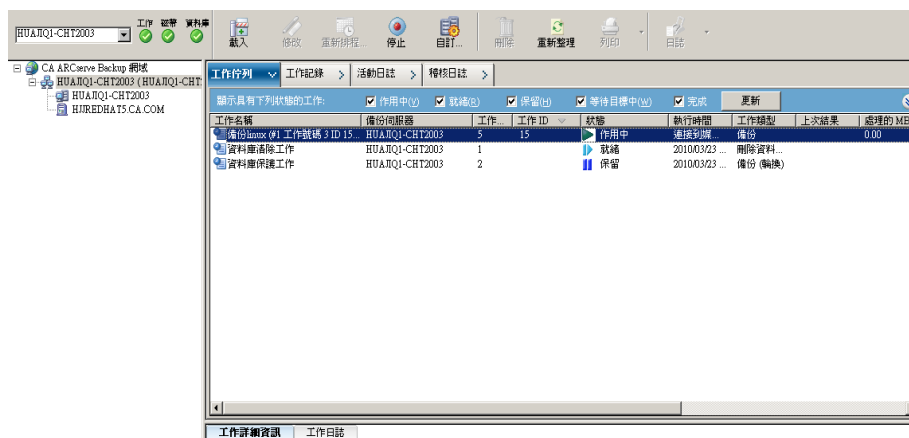 工作 磁帶 資料庫
HUAJIQ1-CHT2003
載入 修改 重新排程... 停止 自訂... 刪除 重新整理 列印 日誌
CA ARCserve Backup 網域
HUAJIQ1-CHT2003 (HUAJIQ1-CHT
HUAJIQ1-CHT2003
HJREDHAT5.CA.COM
工作佇列 工作記錄 活動日誌 稽核日誌
顯示具有下列狀態的工作: 作用中(V) 就緒(R) 保留(H) 等待目標中(W) 完成 更新
工作名稱 備份伺服器 工作... 工作 ID 狀態 執行時間 工作類型 上次結果 處理的 MB
備份linux (#1 工作號碼 3 ID 15... HUAJIQ1-CHT2003 5 15 作用中 連接到媒... 備份 0.00
資料庫清除工作 HUAJIQ1-CHT2003 1 就緒 2010/03/23 ... 刪除資料...
資料庫保護工作 HUAJIQ1-CHT2003 2 保留 2010/03/23 ... 備份 (輪換)
工作詳細資訊 工作日誌